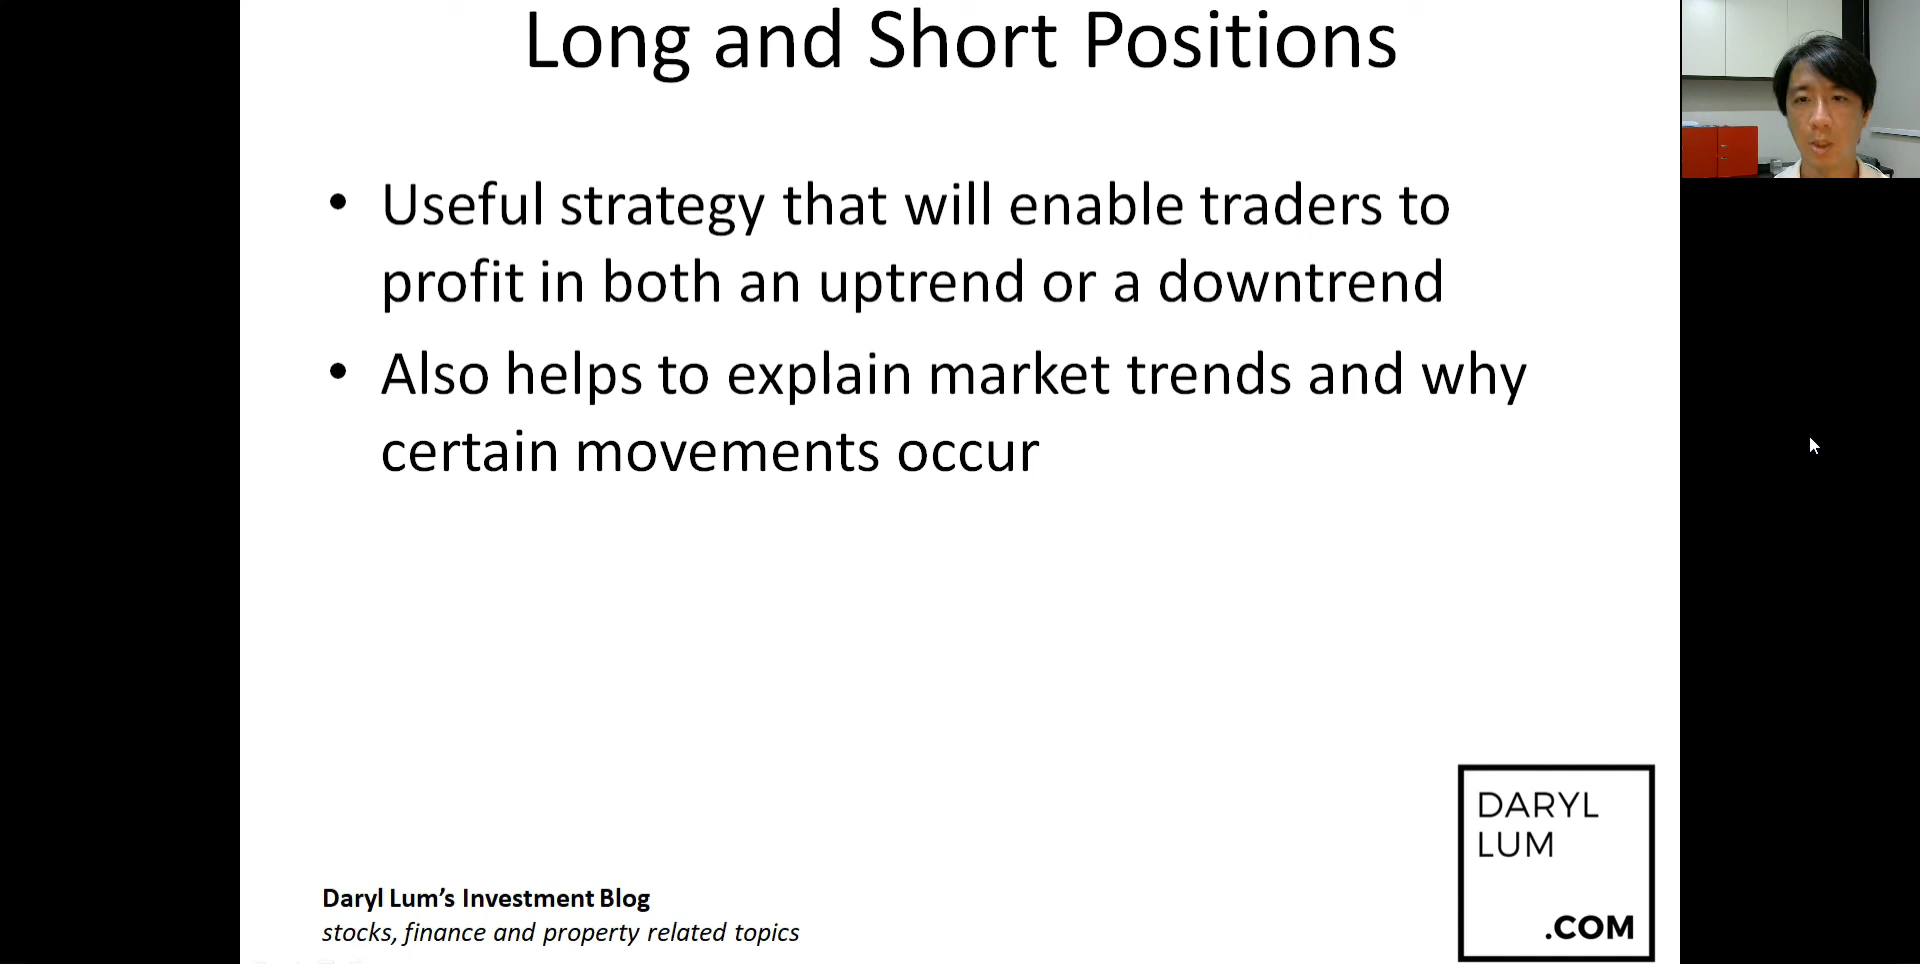 Long and Short Positions
• Useful strategy that will enable traders to
profit in both an uptrend or a downtrend
• Also helps to explain market trends and why
certain movements occur
DARYL
LUM
.COM
Daryl Lum’s Investment Blog
stocks, finance and property related topics